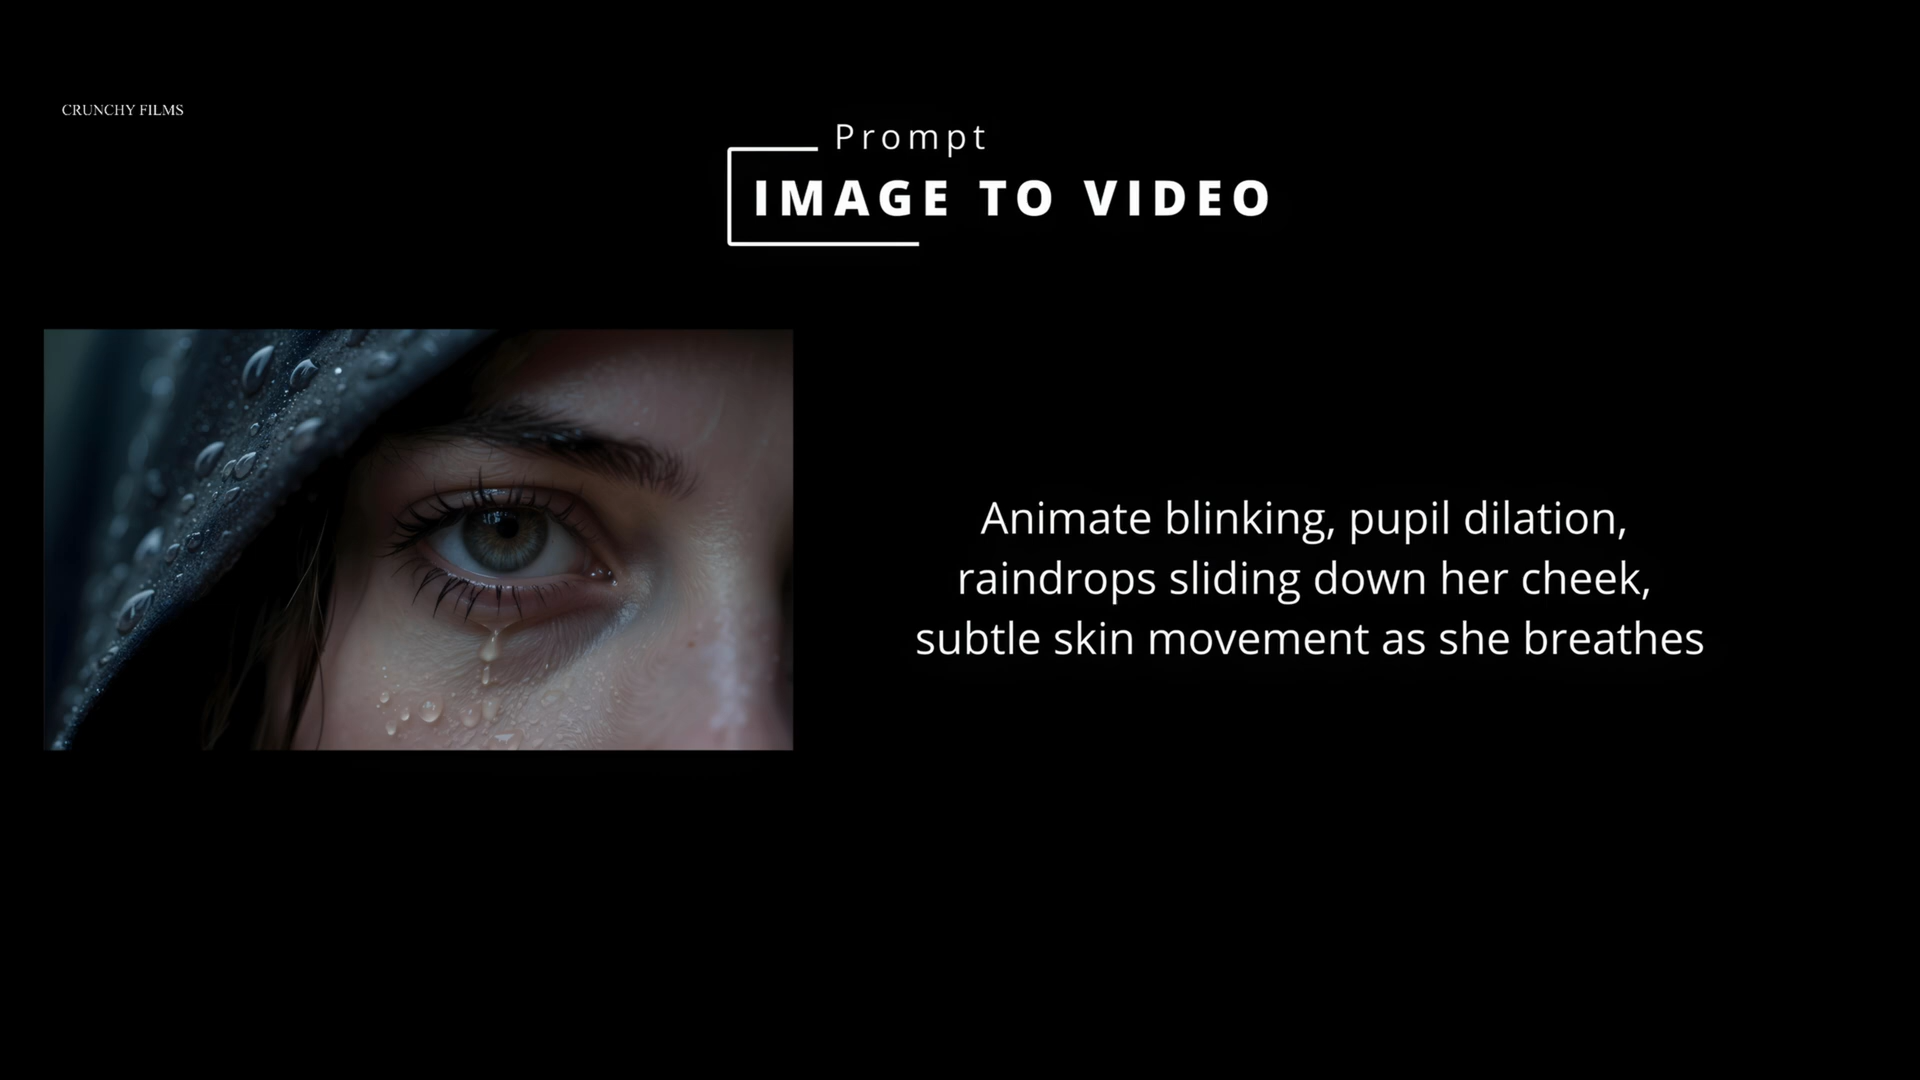 CRUNCHY FILMS
Prompt
IMAGE TO VIDEO
Animate blinking, pupil dilation,
raindrops sliding down her cheek,
subtle skin movement as she breathes